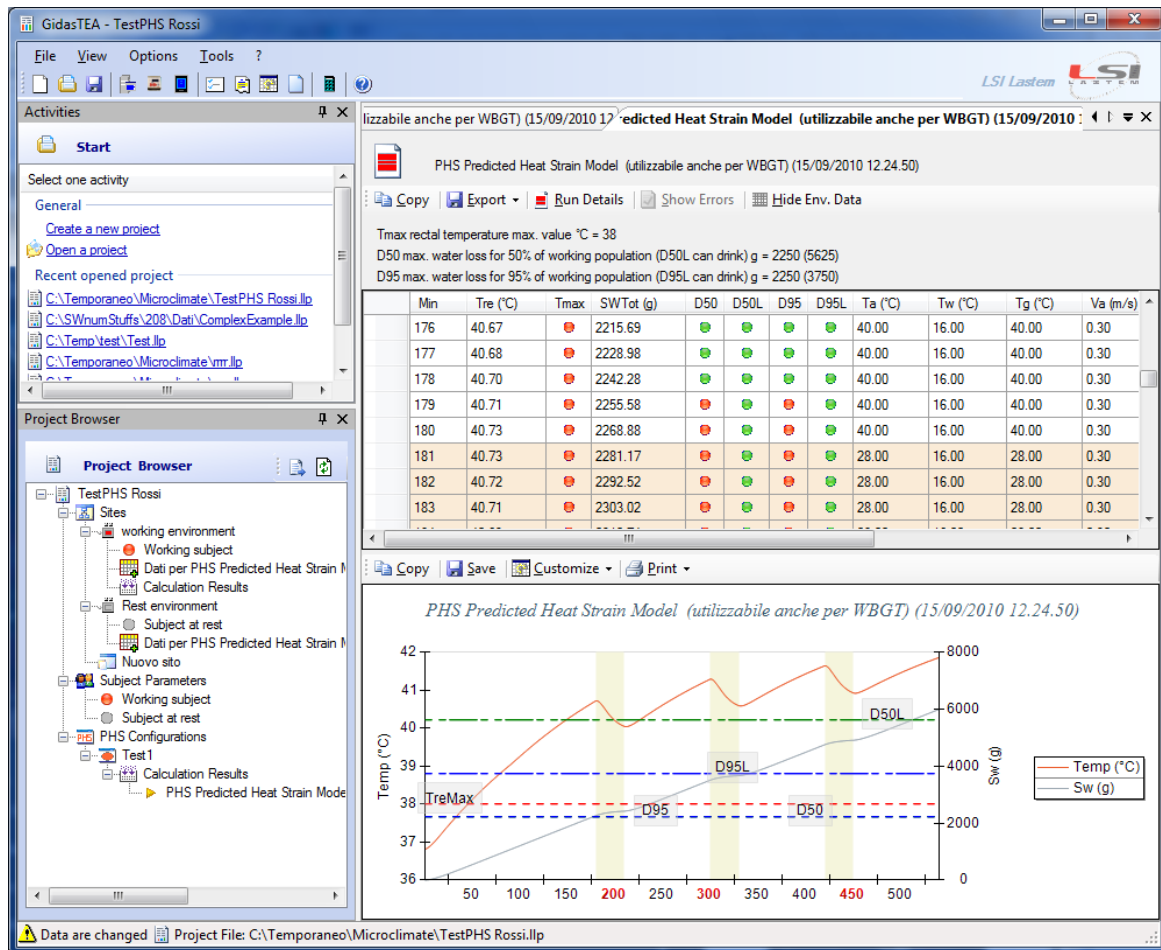 GidasTEA - TestPHS Rossi
File View Options Tools ?
LSI Lastem
LSI
LASTEM
Activities
Start
Select one activity
General
Create a new project
Open a project
Recent opened project
C:\Temporaneo\Microclimate\TestPHS Rossi.llp
C:\SWnumStuffs\208\Dati\ComplexExample.llp
C:\Temp\test\Test.llp
C:\Temporaneo\Microclimate\rrrr.llp
Project Browser
Project Browser
TestPHS Rossi
Sites
working environment
Working subject
Dati per PHS Predicted Heat Strain M
Calculation Results
Rest environment
Subject at rest
Dati per PHS Predicted Heat Strain M
Nuovo sito
Subject Parameters
Working subject
Subject at rest
PHS Configurations
Test1
Calculation Results
PHS Predicted Heat Strain Mode
lizzabile anche per WBGT) (15/09/2010 12 redicted Heat Strain Model (utilizzabile anche per WBGT) (15/09/2010 1
PHS Predicted Heat Strain Model (utilizzabile anche per WBGT) (15/09/2010 12.24.50)
Copy Export Run Details Show Errors Hide Env. Data
Tmax rectal temperature max. value °C = 38
D50 max. water loss for 50% of working population (D50L can drink) g = 2250 (5625)
D95 max. water loss for 95% of working population (D95L can drink) g = 2250 (3750)
Min Tre (°C) Tmax SWTot (g) D50 D50L D95 D95L Ta (°C) Tw (°C) Tg (°C) Va (m/s)
176 40.67 2215.69 40.00 16.00 40.00 0.30
177 40.68 2228.98 40.00 16.00 40.00 0.30
178 40.70 2242.28 40.00 16.00 40.00 0.30
179 40.71 2255.58 40.00 16.00 40.00 0.30
180 40.73 2268.88 40.00 16.00 40.00 0.30
181 40.73 2281.17 28.00 16.00 28.00 0.30
182 40.72 2292.52 28.00 16.00 28.00 0.30
183 40.71 2303.02 28.00 16.00 28.00 0.30
Copy Save Customize Print
PHS Predicted Heat Strain Model (utilizzabile anche per WBGT) (15/09/2010 12.24.50)
42 8000
41
D50L 6000
40
39 D95L 4000
TreMax
38 D95 D50
2000
37
36 0
Temp (°C)
Sw (g)
50 100 150 200 250 300 350 400 450 500
Temp (°C)
Sw (g)
Data are changed Project File: C:\Temporaneo\Microclimate\TestPHS Rossi.llp